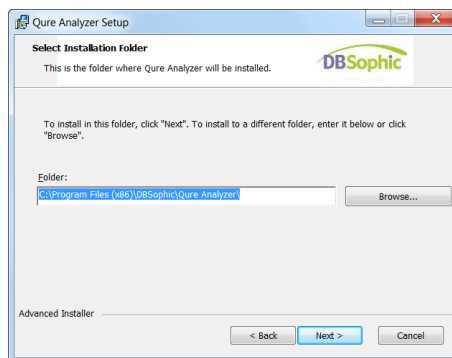 Qure Analyzer Setup
Select Installation Folder
This is the folder where Qure Analyzer will be installed.
DBSophic
To install in this folder, click "Next". To install to a different folder, enter it below or click
"Browse".
Folder:
C:\Program Files (x86)\DBSophic\Qure Analyzer\
Browse...
Advanced Installer
< Back
Next >
Cancel